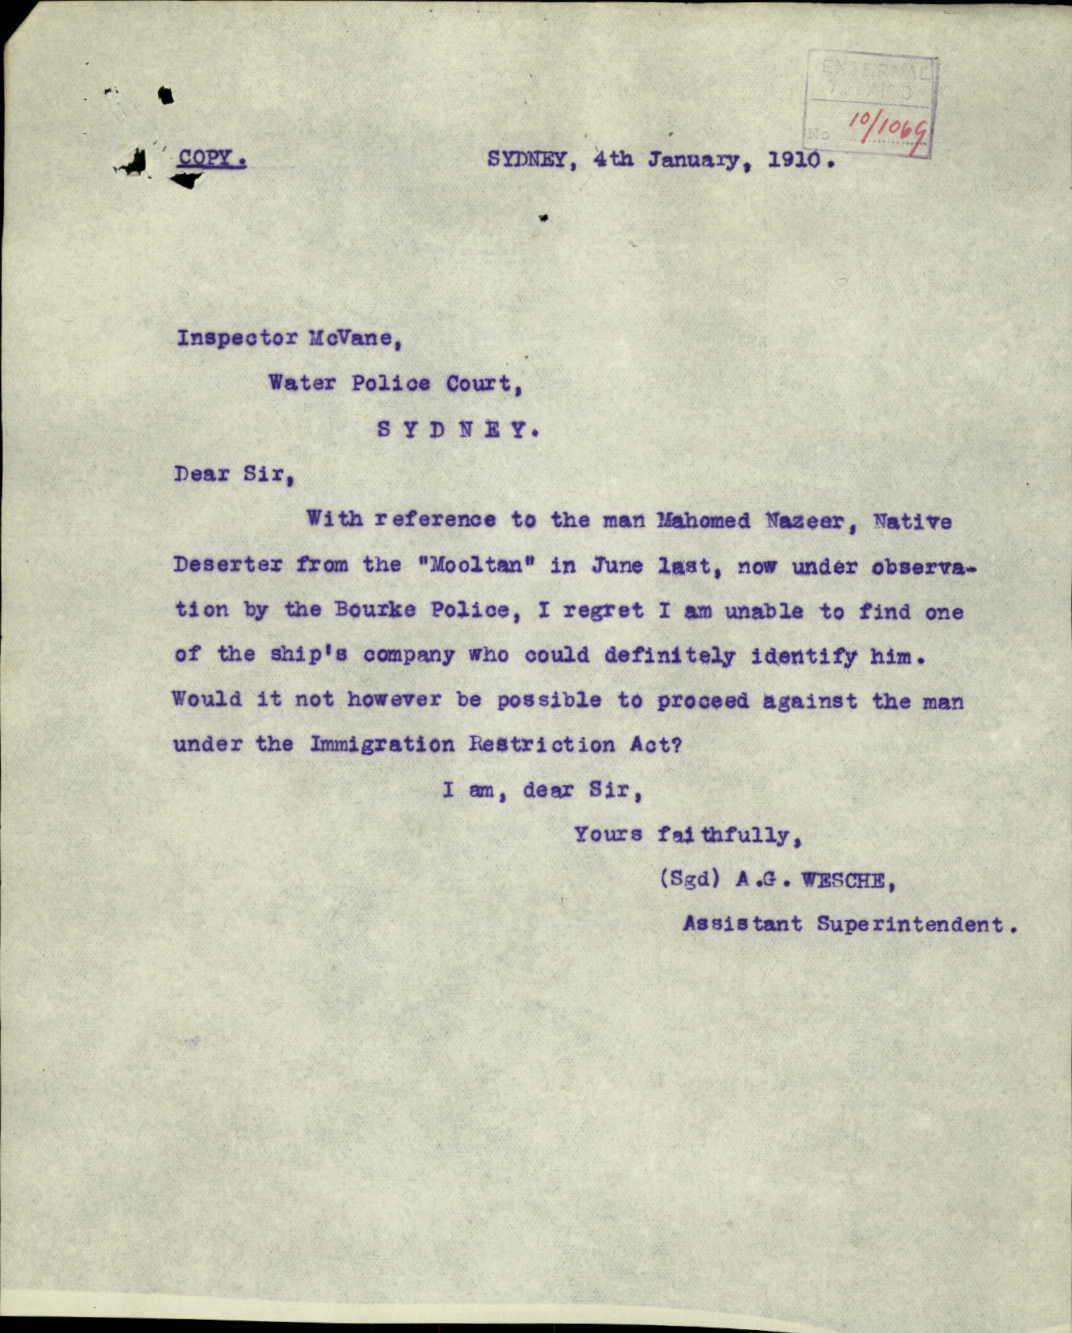 EXTERNAL
No 10/1069
COPY. SYDNEY, 4th January, 1910.
Inspector McVane,
Water Police Court,
S Y D N E Y.
Dear Sir,
With reference to the man Mahomed Nazeer, Native
Deserter from the "Mooltan" in June last, now under observa-
tion by the Bourke Police, I regret I am unable to find one
of the ship's company who could definitely identify him.
Would it not however be possible to proceed against the man
under the Immigration Restriction Act?
I am, dear Sir,
Yours faithfully,
(Sgd) A.G. WESCHE,
Assistant Superintendent.